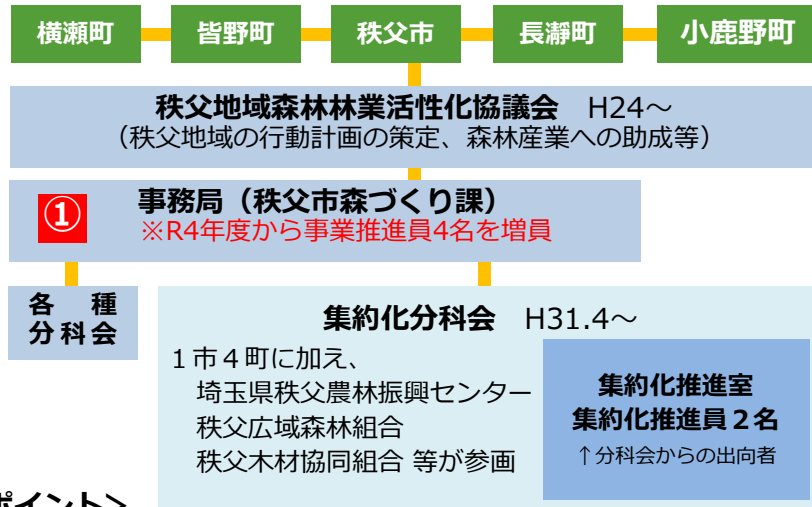 横瀬町 皆野町 秩父市 長瀞町 小鹿野町
秩父地域森林林業活性化協議会 H24~
(秩父地域の行動計画の策定、森林産業への助成等)
① 事務局(秩父市森づくり課)
※R4年度から事業推進員4名を増員
各 種
分科会
集約化分科会 H31.4~
1市4町に加え、
埼玉県秩父農林振興センター
秩父広域森林組合
秩父木材協同組合 等が参画
集約化推進室
集約化推進員2名
↑分科会からの出向者
ポイント>